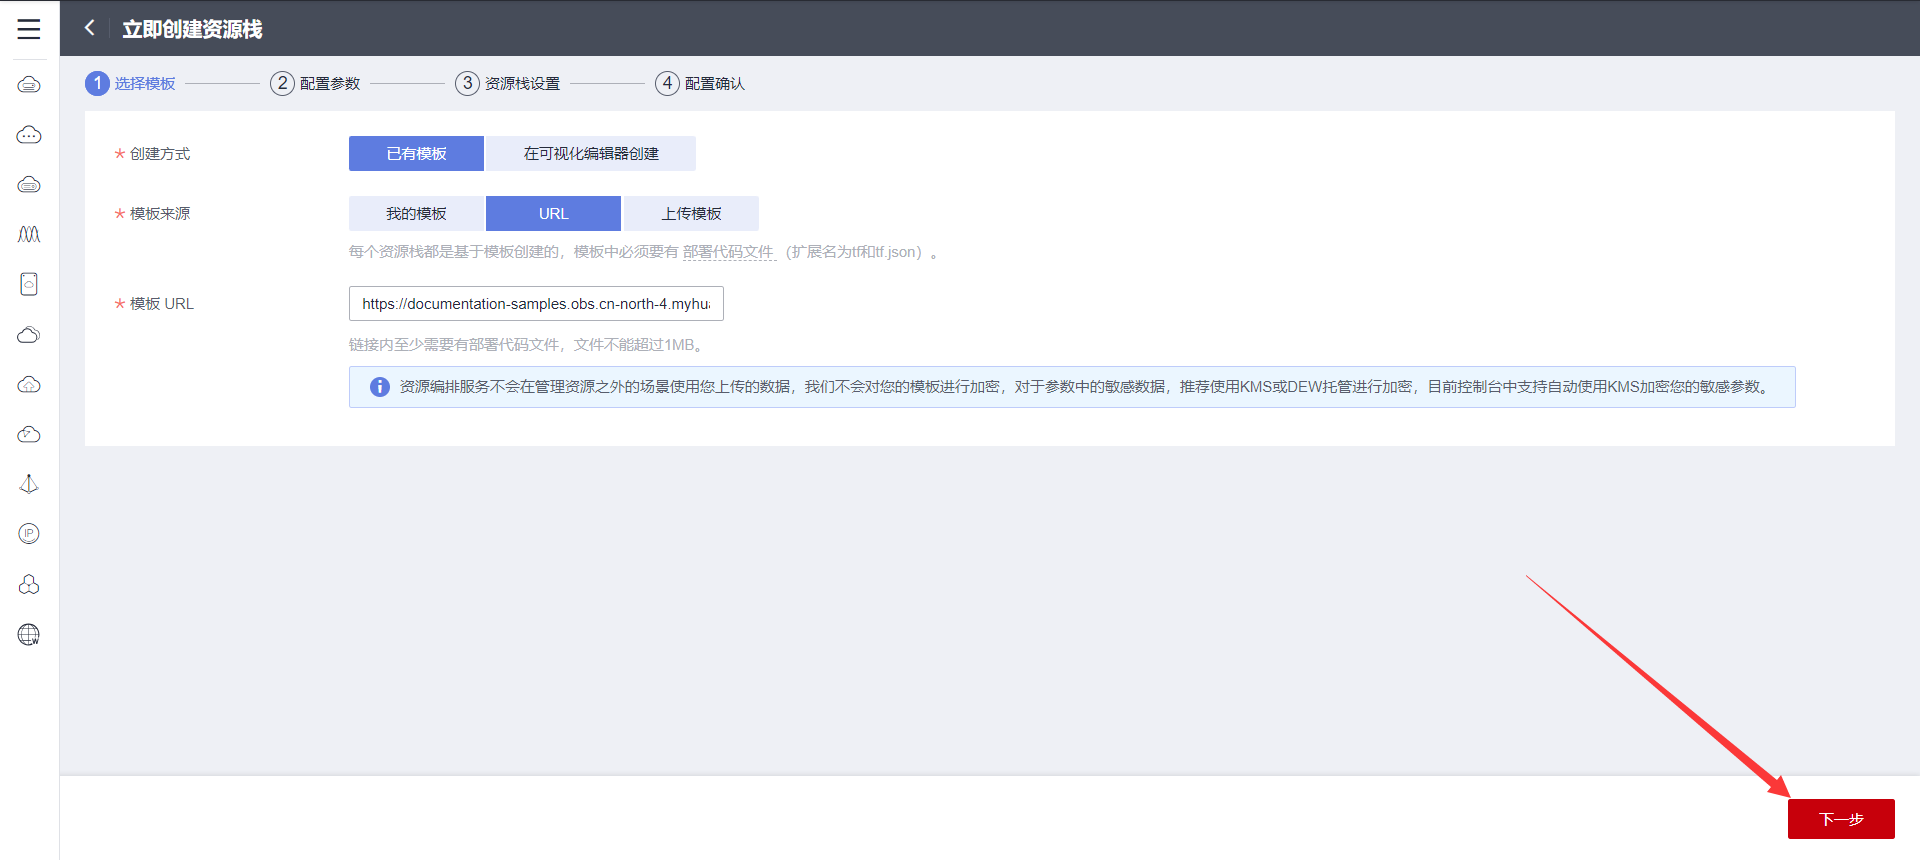 立即创建资源栈
1 选择模板 2 配置参数 3 资源栈设置 4 配置确认
* 创建方式 已有模板 在可视化编辑器创建
* 模板来源 我的模板 URL 上传模板
每个资源栈都是基于模板创建的，模板中必须要有 部署代码文件 （扩展名为tf和tf.json）。
* 模板 URL https://documentation-samples.obs.cn-north-4.myhu
链接内至少需要有部署代码文件，文件不能超过1MB。
资源编排服务不会在管理资源之外的场景使用您上传的数据，我们不会对您的模板进行加密，对于参数中的敏感数据，推荐使用KMS或DEW托管进行加密，目前控制台中支持自动使用KMS加密您的敏感参数。
IP
W
下一步